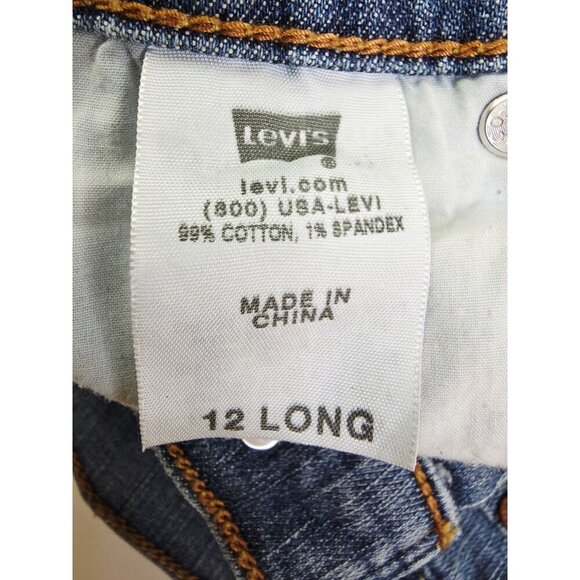 Levi's
®
levi.com
(800) USA-LEVI
99% COTTON, 1% SPANDEX
MADE IN
CHINA
12 LONG